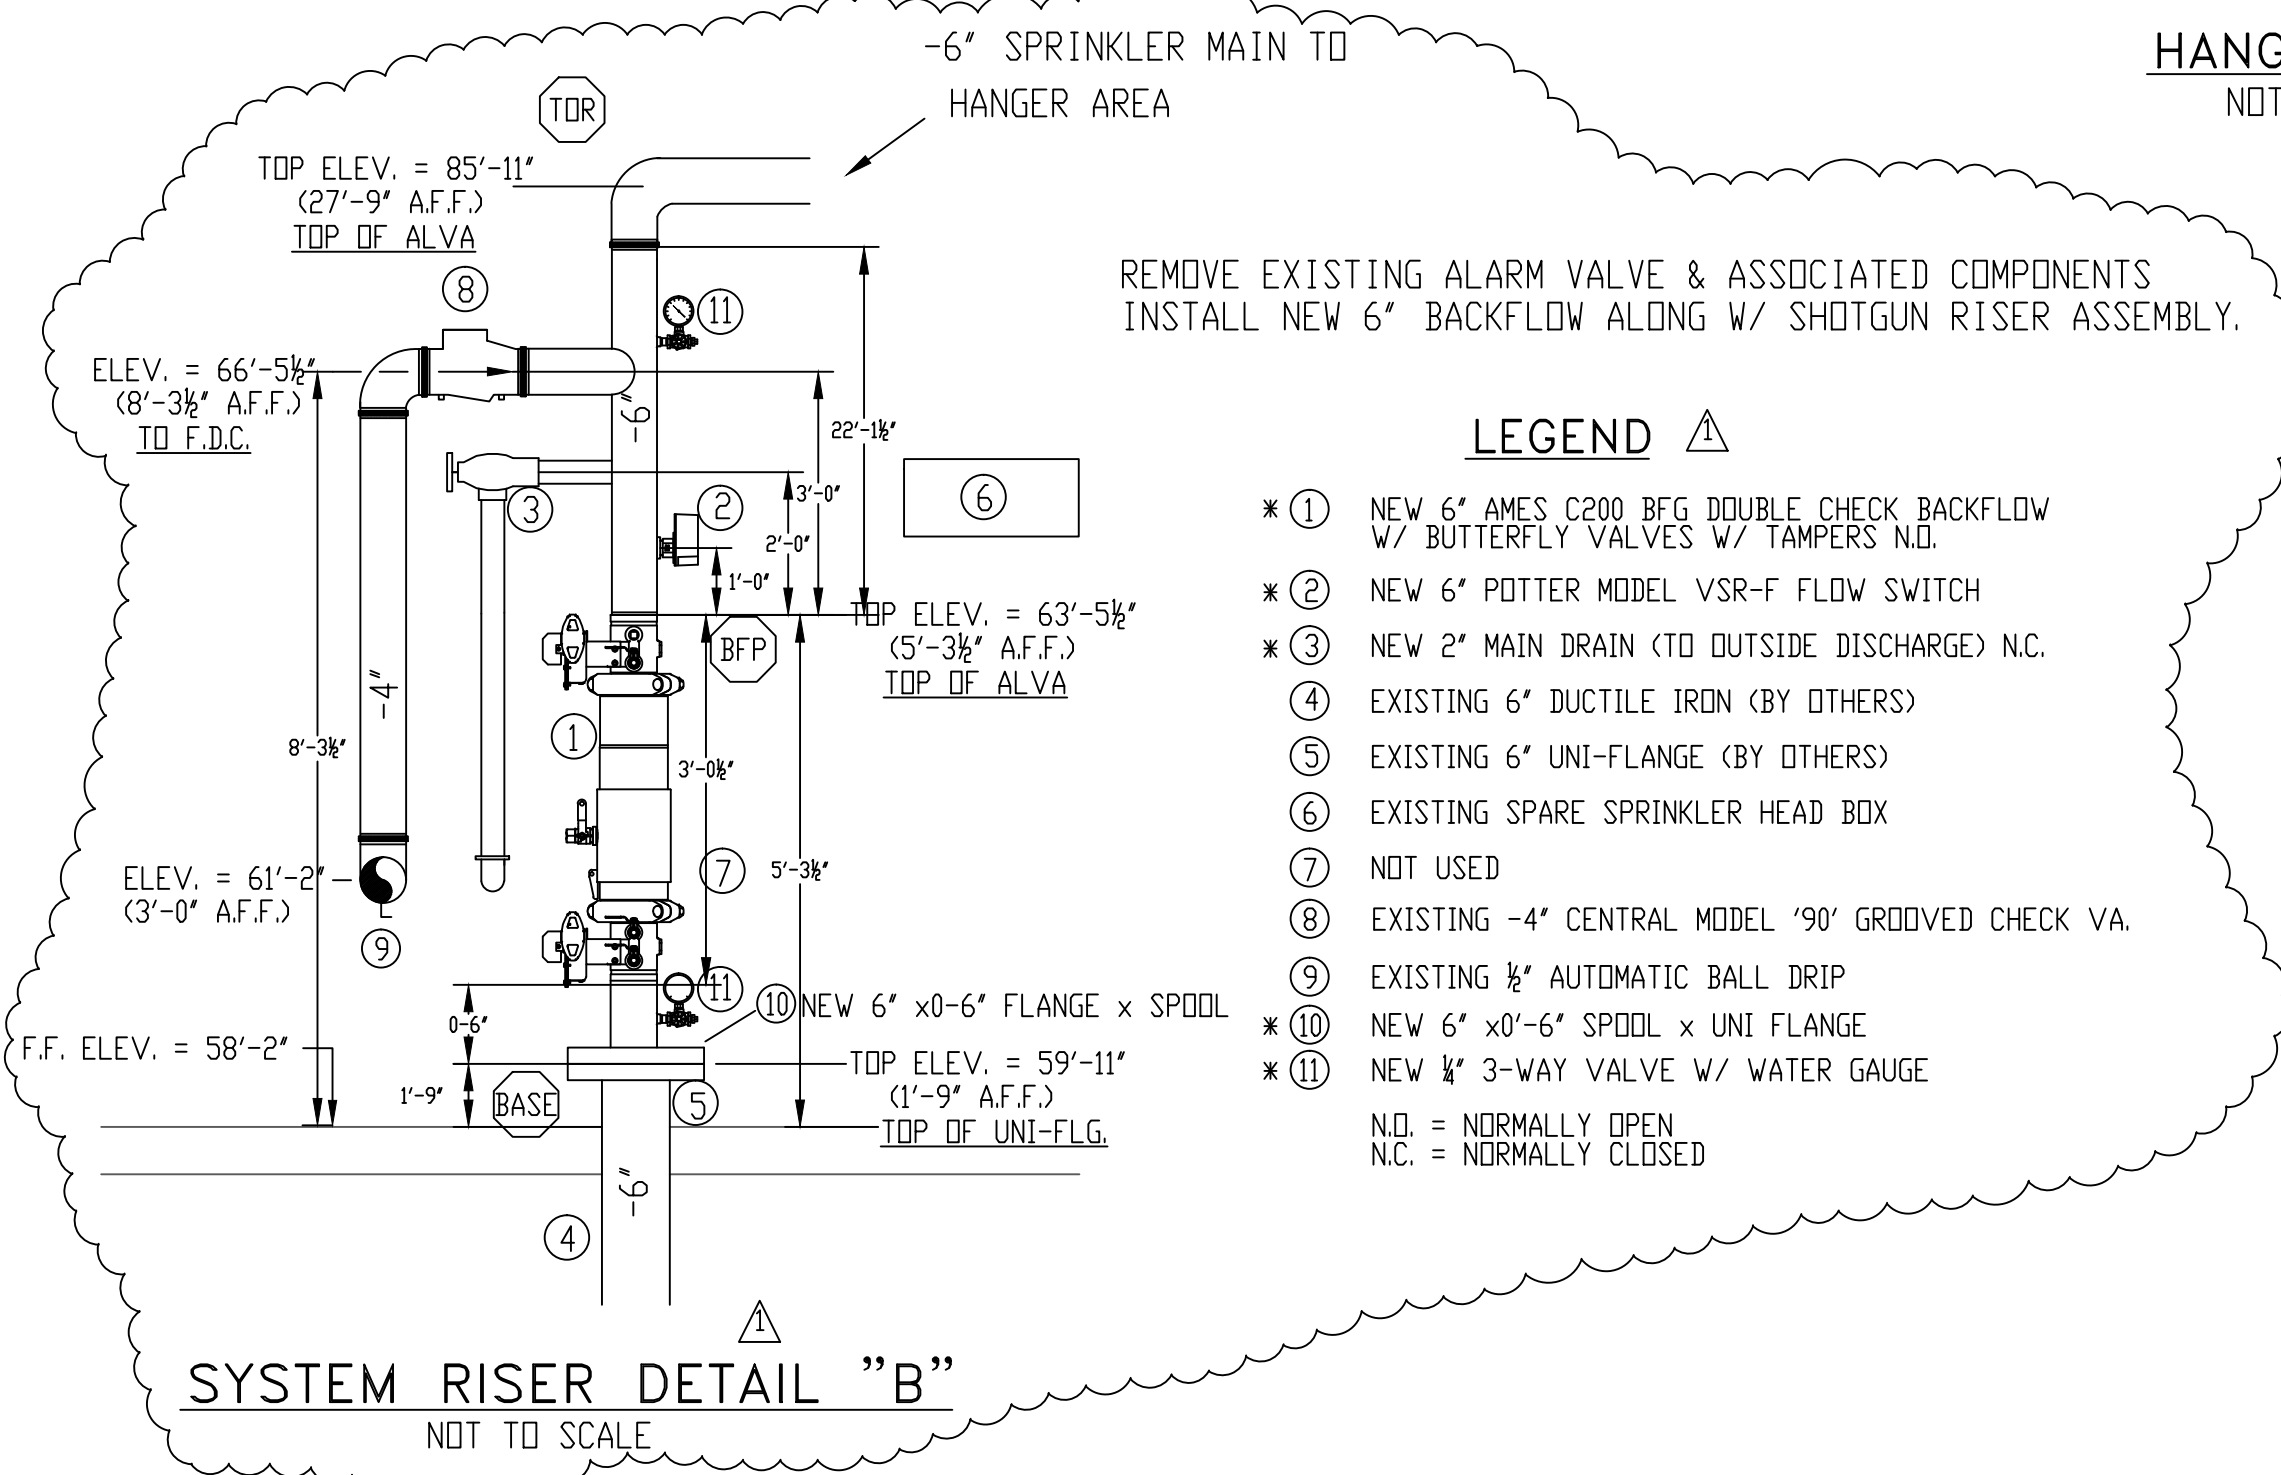 -6" SPRINKLER MAIN TO
HANGER AREA
TOR
TOP ELEV. = 85'-11"
(27'-9" A.F.F.)
TOP OF ALVA
8
11
ELEV. = 66'-5½"
(8'-3½" A.F.F.)
TO F.D.C.
-6"
22'-1½"
3'-0"
3
2
6
2'-0"
1'-0"
TOP ELEV. = 63'-5½"
(5'-3½" A.F.F.)
TOP OF ALVA
BFP
-4"
1
8'-3½"
3'-0½"
7
5'-3½"
ELEV. = 61'-2"
(3'-0" A.F.F.)
9
11
10 NEW 6" x0-6" FLANGE x SPOOL
0-6"
F.F. ELEV. = 58'-2"
TOP ELEV. = 59'-11"
(1'-9" A.F.F.)
TOP OF UNI-FLG.
1'-9"
BASE
5
-6"
4
1
SYSTEM RISER DETAIL "B"
NOT TO SCALE
HANG
NOT
REMOVE EXISTING ALARM VALVE & ASSOCIATED COMPONENTS
INSTALL NEW 6" BACKFLOW ALONG W/ SHOTGUN RISER ASSEMBLY.
LEGEND 1
* 1 NEW 6" AMES C200 BFG DOUBLE CHECK BACKFLOW
W/ BUTTERFLY VALVES W/ TAMPERS N.O.
* 2 NEW 6" POTTER MODEL VSR-F FLOW SWITCH
* 3 NEW 2" MAIN DRAIN (TO OUTSIDE DISCHARGE) N.C.
4 EXISTING 6" DUCTILE IRON (BY OTHERS)
5 EXISTING 6" UNI-FLANGE (BY OTHERS)
6 EXISTING SPARE SPRINKLER HEAD BOX
7 NOT USED
8 EXISTING -4" CENTRAL MODEL '90' GROOVED CHECK VA.
9 EXISTING ½" AUTOMATIC BALL DRIP
* 10 NEW 6" x0'-6" SPOOL x UNI FLANGE
* 11 NEW ¼" 3-WAY VALVE W/ WATER GAUGE
N.O. = NORMALLY OPEN
N.C. = NORMALLY CLOSED